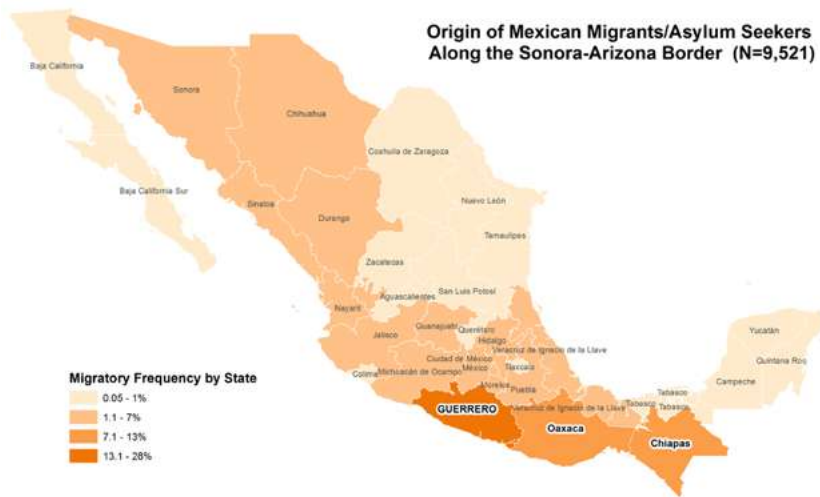 Origin of Mexican Migrants/Asylum Seekers
Along the Sonora-Arizona Border (N=9,521)
Baja California
Sonora
Chihuahua
Coahuila de Zaragoza
Baja California Sur
Sinaloa
Nuevo León
Durango
Tamaulipas
Zacatecas
San Luis Potosí
Aguascalientes
Nayarit
Guanajuato
Querétaro
Jalisco
Hidalgo
Yucatán
Veracruz de Ignacio de la Llave
Ciudad de México
Quintana Roo
Colima
Michoacán de Ocampo
México
Tlaxcala
Campeche
Morelos
Puebla
Tabasco
Tabasco
Tabasco
GUERRERO
Veracruz de Ignacio de la Llave
Oaxaca
Chiapas
Migratory Frequency by State
0.05 - 1%
1.1 - 7%
7.1 - 13%
13.1 - 28%